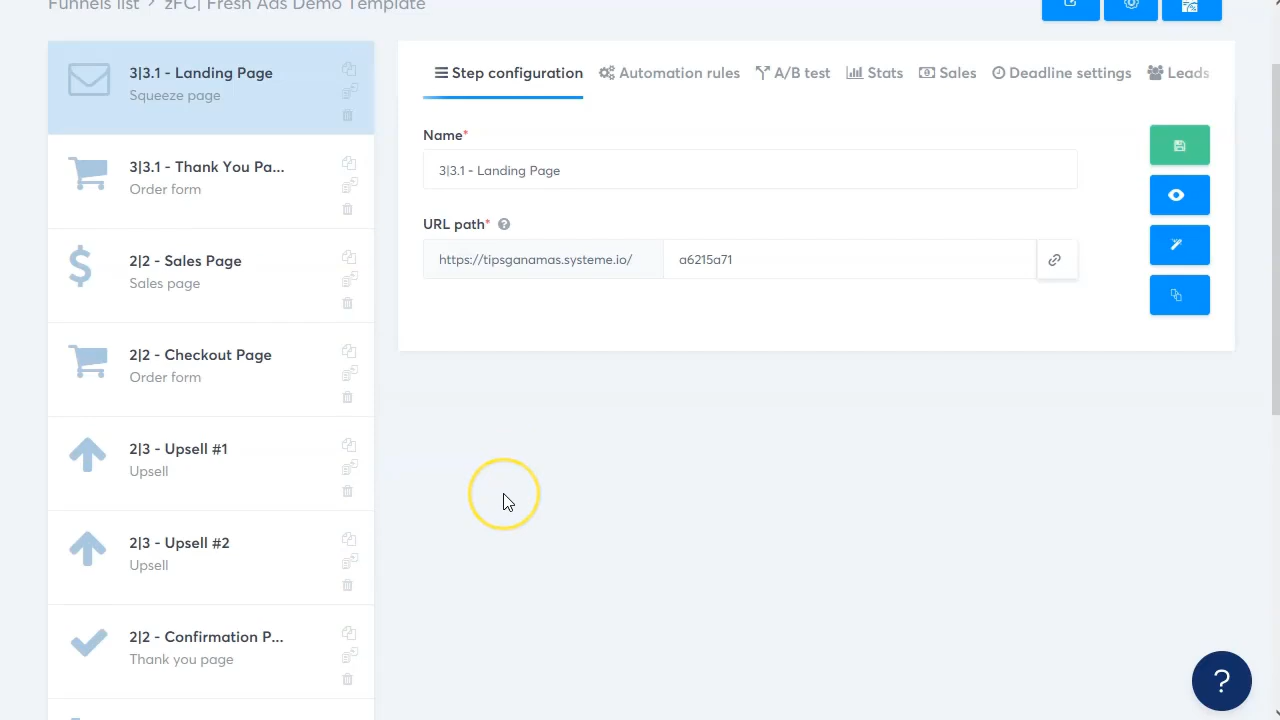 Funnels list / zFC| Fresh Ads Demo Template
3|3.1 - Landing Page
Squeeze page
3|3.1 - Thank You Pa...
Order form
2|2 - Sales Page
Sales page
2|2 - Checkout Page
Order form
2|3 - Upsell #1
Upsell
2|3 - Upsell #2
Upsell
2|2 - Confirmation P...
Thank you page
Step configuration
Automation rules
A/B test
Stats
Sales
Deadline settings
Leads
Name*
3|3.1 - Landing Page
URL path* ?
https://tipsganamas.systeme.io/
a6215a71
?